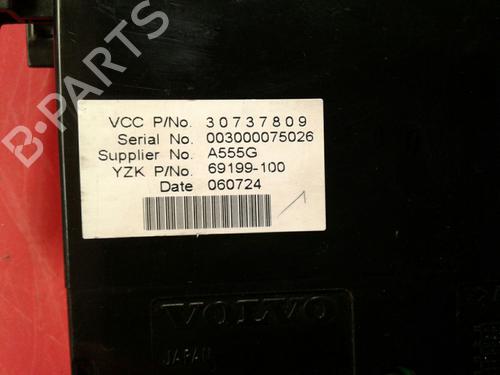 VCC P/No. 30737809
Serial No. 003000075026
Supplier No. A555G
YZK P/No. 69199-100
Date 060724
VOLVO
JAPAN
B-PARTS